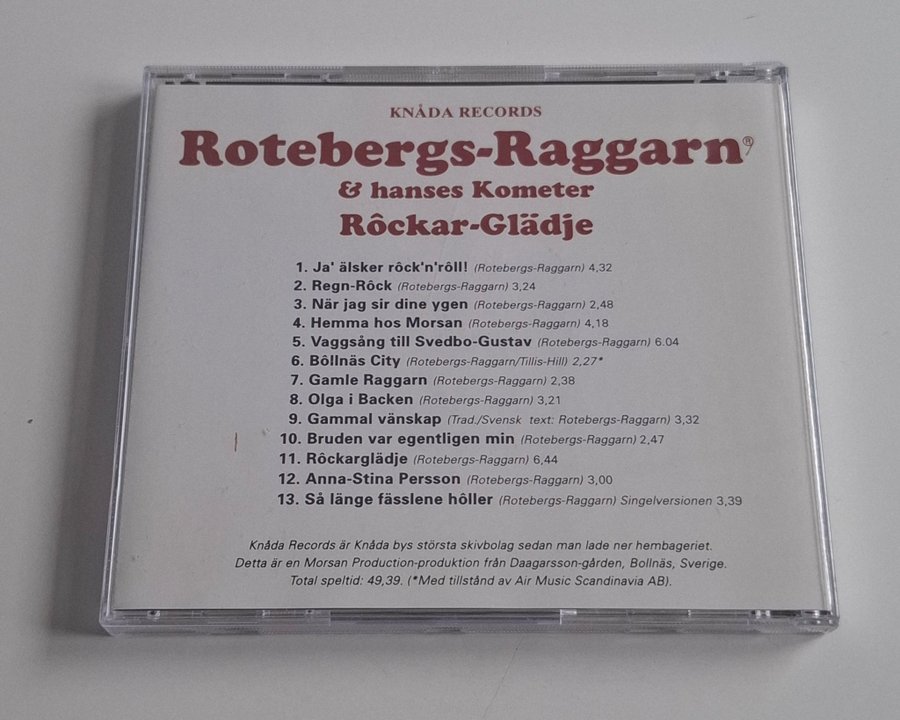 KNÅDA RECORDS
Rotebergs-Raggarn®
& hanses Kometer
Rôckar-Glädje
1. Ja' älsker rôck'n'rôll! (Rotebergs-Raggarn) 4,32
2. Regn-Rôck (Rotebergs-Raggarn) 3,24
3. När jag sir dine ygen (Rotebergs-Raggarn) 2,48
4. Hemma hos Morsan (Rotebergs-Raggarn) 4,18
5. Vaggsång till Svedbo-Gustav (Rotebergs-Raggarn) 6.04
6. Bôllnäs City (Rotebergs-Raggarn/Tillis-Hill) 2,27*
7. Gamle Raggarn (Rotebergs-Raggarn) 2,38
8. Olga i Backen (Rotebergs-Raggarn) 3,21
9. Gammal vänskap (Trad./Svensk text: Rotebergs-Raggarn) 3,32
10. Bruden var egentligen min (Rotebergs-Raggarn) 2,47
11. Rôckarglädje (Rotebergs-Raggarn) 6,44
12. Anna-Stina Persson (Rotebergs-Raggarn) 3,00
13. Så länge fässlene hôller (Rotebergs-Raggarn) Singelversionen 3,39
Knåda Records är Knåda bys största skivbolag sedan man lade ner hembageriet.
Detta är en Morsan Production-produktion från Daagarsson-gården, Bollnäs, Sverige.
Total speltid: 49,39. (*Med tillstånd av Air Music Scandinavia AB).